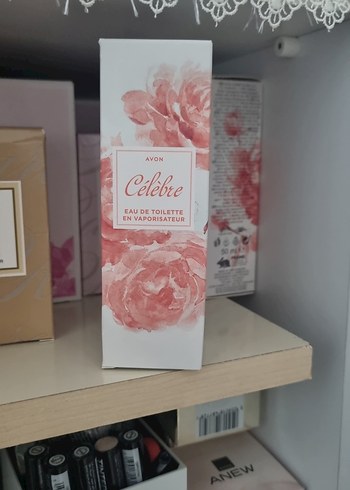 AVON
Célèbre
EAU DE TOILETTE
EN VAPORISATEUR
ANEW